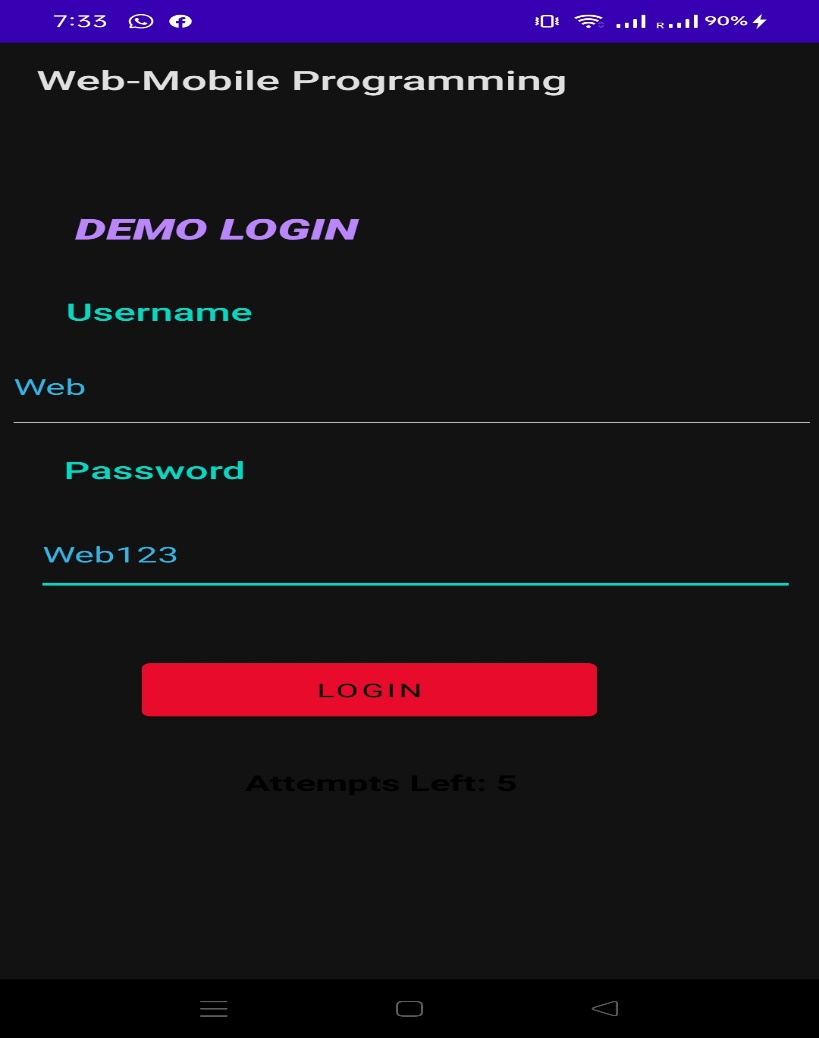 7:33 R 90%
Web-Mobile Programming
DEMO LOGIN
Username
Web
Password
Web123
LOGIN
Attempts Left: 5